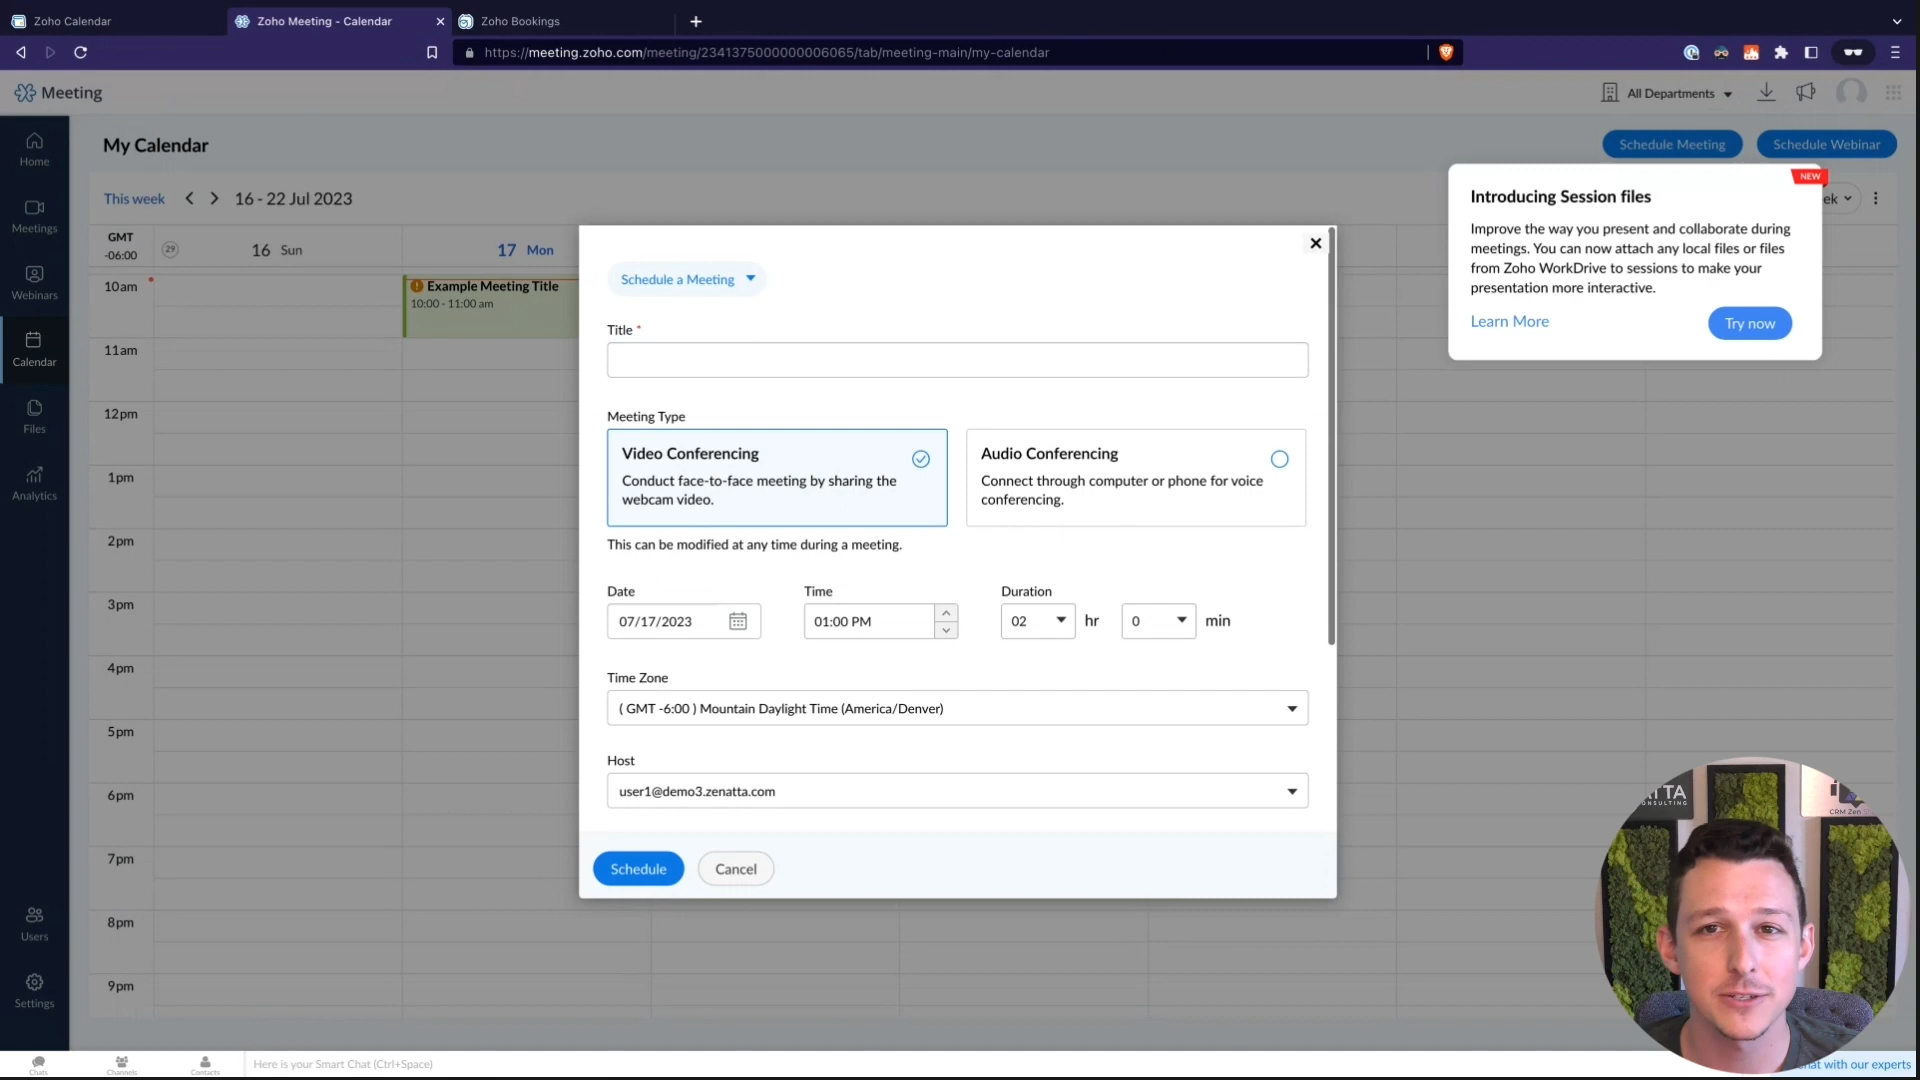 Zoho Calendar
Zoho Meeting - Calendar
Zoho Bookings
https://meeting.zoho.com/meeting/2341375000000006065/tab/meeting-main/my-calendar
Meeting
All Departments
Home
Meetings
Webinars
Calendar
Files
Analytics
Users
Settings
My Calendar
Schedule Meeting
Schedule Webinar
This week
16 - 22 Jul 2023
ek
GMT
-06:00
29
16 Sun
17 Mon
10am
11am
12pm
1pm
2pm
3pm
4pm
5pm
6pm
7pm
8pm
9pm
Example Meeting Title
10:00 - 11:00 am
NEW
Introducing Session files
Improve the way you present and collaborate during
meetings. You can now attach any local files or files
from Zoho WorkDrive to sessions to make your
presentation more interactive.
Learn More
Try now
Schedule a Meeting
Title *
Meeting Type
Video Conferencing
Conduct face-to-face meeting by sharing the
webcam video.
Audio Conferencing
Connect through computer or phone for voice
conferencing.
This can be modified at any time during a meeting.
Date
Time
Duration
07/17/2023
01:00 PM
02
hr
0
min
Time Zone
( GMT -6:00 ) Mountain Daylight Time (America/Denver)
Host
user1@demo3.zenatta.com
Schedule
Cancel
ATTA
ONSULTING
CRM Zen
Chats
Channels
Contacts
Here is your Smart Chat (Ctrl+Space)
hat with our experts